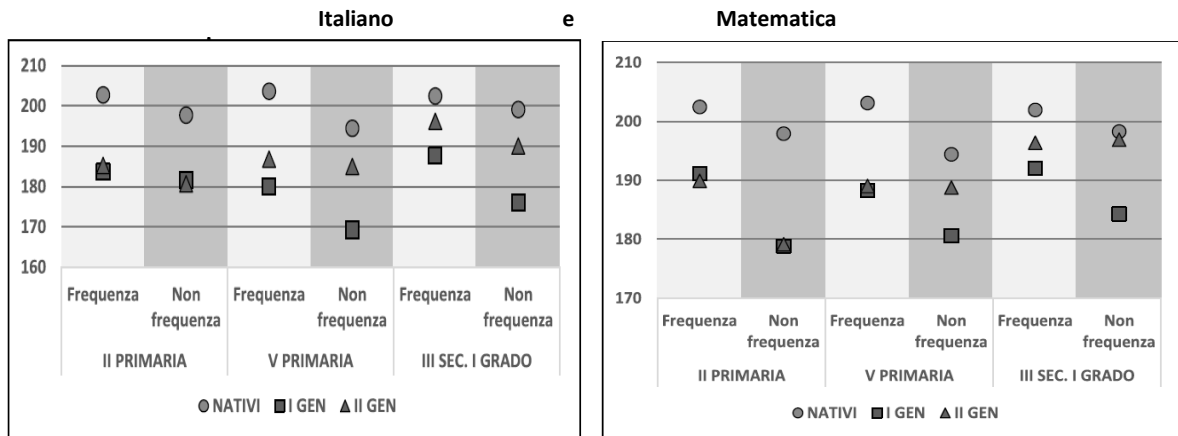 Italiano e Matematica
210
200
190
180
170
160
Frequenza Non frequenza Frequenza Non frequenza Frequenza Non frequenza
II PRIMARIA V PRIMARIA III SEC. I GRADO
NATIVI I GEN II GEN
210
200
190
180
170
Frequenza Non frequenza Frequenza Non frequenza Frequenza Non frequenza
II PRIMARIA V PRIMARIA III SEC. I GRADO
NATIVI I GEN II GEN